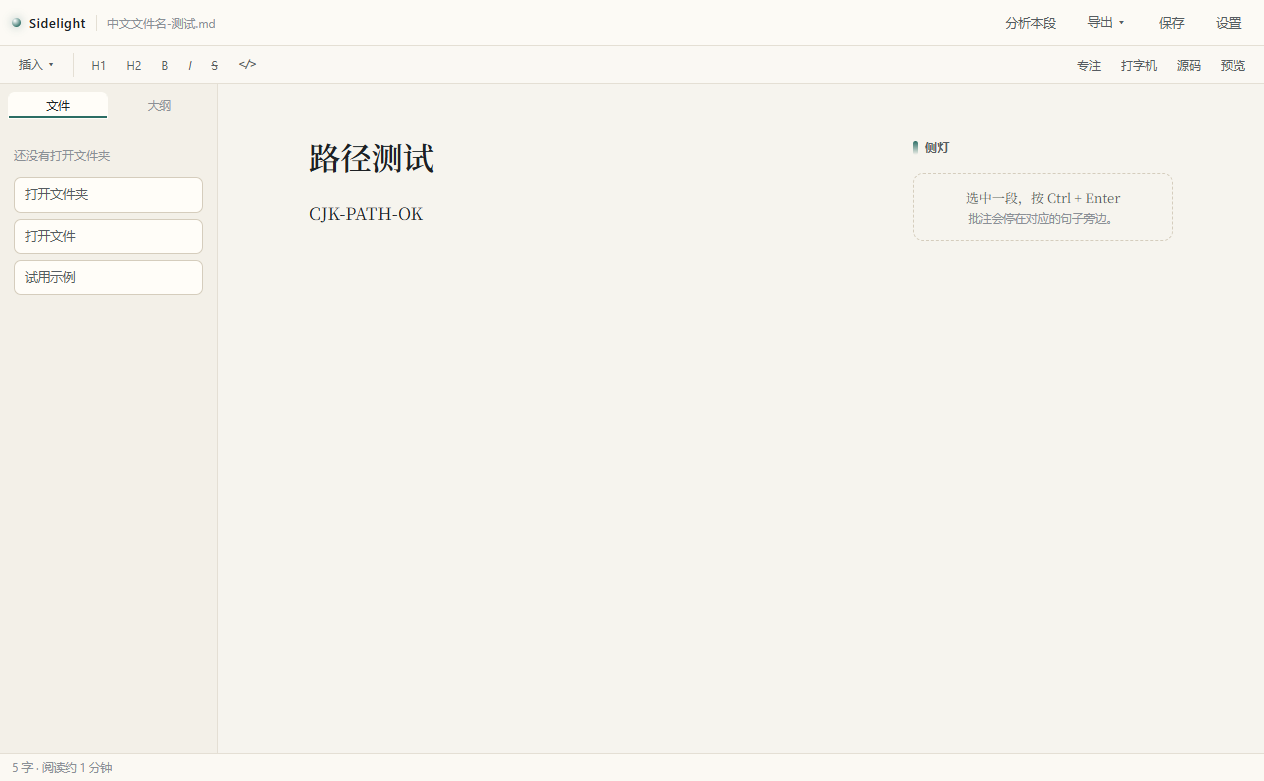 Sidelight 中文文件名-测试.md 分析本段 导出 ▾ 保存 设置
插入 ▾ H1 H2 B I S </> 专注 打字机 源码 预览
文件 大纲
还没有打开文件夹
打开文件夹
打开文件
试用示例
路径测试
CJK-PATH-OK
侧灯
选中一段，按 Ctrl + Enter
批注会停在对应的句子旁边。
5 字 · 阅读约 1 分钟